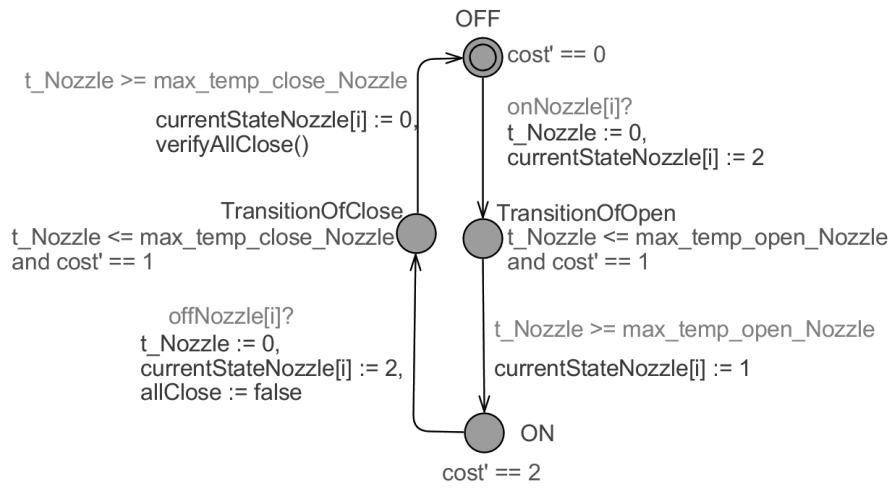 OFF
cost' == 0
t_Nozzle >= max_temp_close_Nozzle
currentStateNozzle[i] := 0,
verifyAllClose()
onNozzle[i]?
t_Nozzle := 0,
currentStateNozzle[i] := 2
TransitionOfClose
t_Nozzle <= max_temp_close_Nozzle
and cost' == 1
TransitionOfOpen
t_Nozzle <= max_temp_open_Nozzle
and cost' == 1
offNozzle[i]?
t_Nozzle := 0,
currentStateNozzle[i] := 2,
allClose := false
t_Nozzle >= max_temp_open_Nozzle
currentStateNozzle[i] := 1
ON
cost' == 2